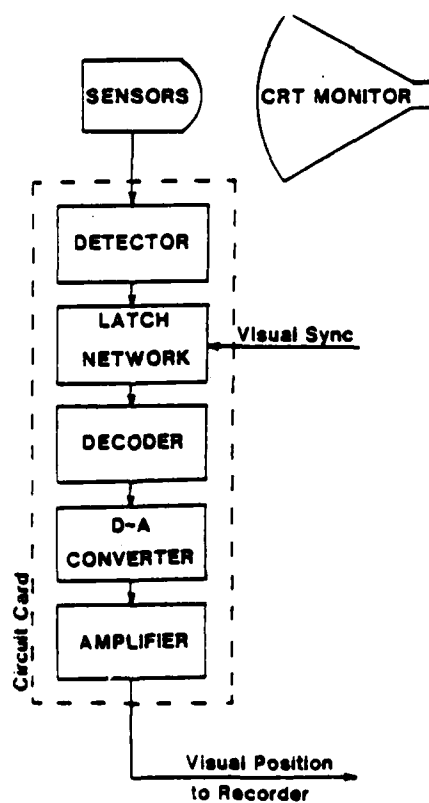 SENSORS
CRT MONITOR
DETECTOR
LATCH
NETWORK
Visual Sync
DECODER
D-A
CONVERTER
AMPLIFIER
Circuit Card
Visual Position
to Recorder